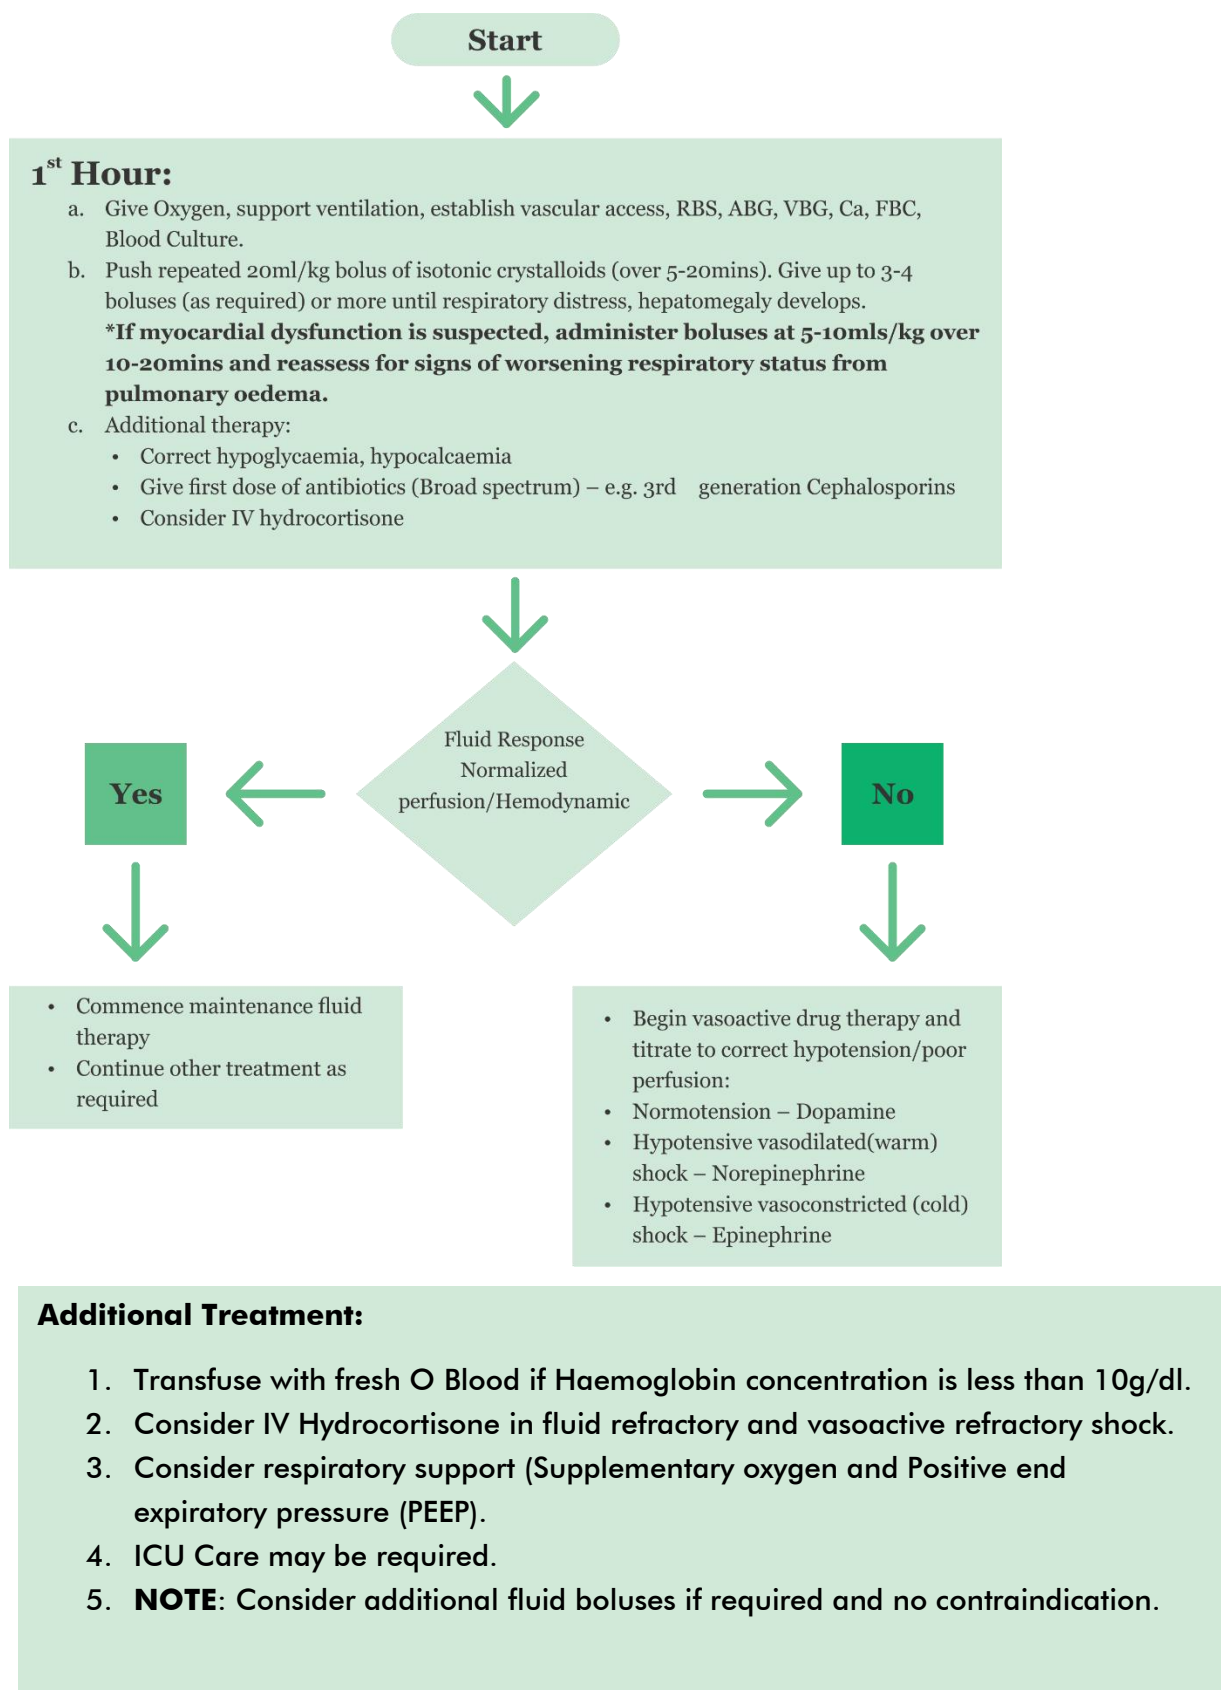 Start
1st Hour:
a. Give Oxygen, support ventilation, establish vascular access, RBS, ABG, VBG, Ca, FBC,
Blood Culture.
b. Push repeated 20ml/kg bolus of isotonic crystalloids (over 5-20mins). Give up to 3-4
boluses (as required) or more until respiratory distress, hepatomegaly develops.
*If myocardial dysfunction is suspected, administer boluses at 5-10mls/kg over
10-20mins and reassess for signs of worsening respiratory status from
pulmonary oedema.
c. Additional therapy:
• Correct hypoglycaemia, hypocalcaemia
• Give first dose of antibiotics (Broad spectrum) – e.g. 3rd generation Cephalosporins
• Consider IV hydrocortisone
Fluid Response
Normalized
perfusion/Hemodynamic
Yes
No
• Commence maintenance fluid
therapy
• Continue other treatment as
required
• Begin vasoactive drug therapy and
titrate to correct hypotension/poor
perfusion:
• Normotension – Dopamine
• Hypotensive vasodilated(warm)
shock – Norepinephrine
• Hypotensive vasoconstricted (cold)
shock – Epinephrine
Additional Treatment:
1. Transfuse with fresh O Blood if Haemoglobin concentration is less than 10g/dl.
2. Consider IV Hydrocortisone in fluid refractory and vasoactive refractory shock.
3. Consider respiratory support (Supplementary oxygen and Positive end
expiratory pressure (PEEP).
4. ICU Care may be required.
5. NOTE: Consider additional fluid boluses if required and no contraindication.